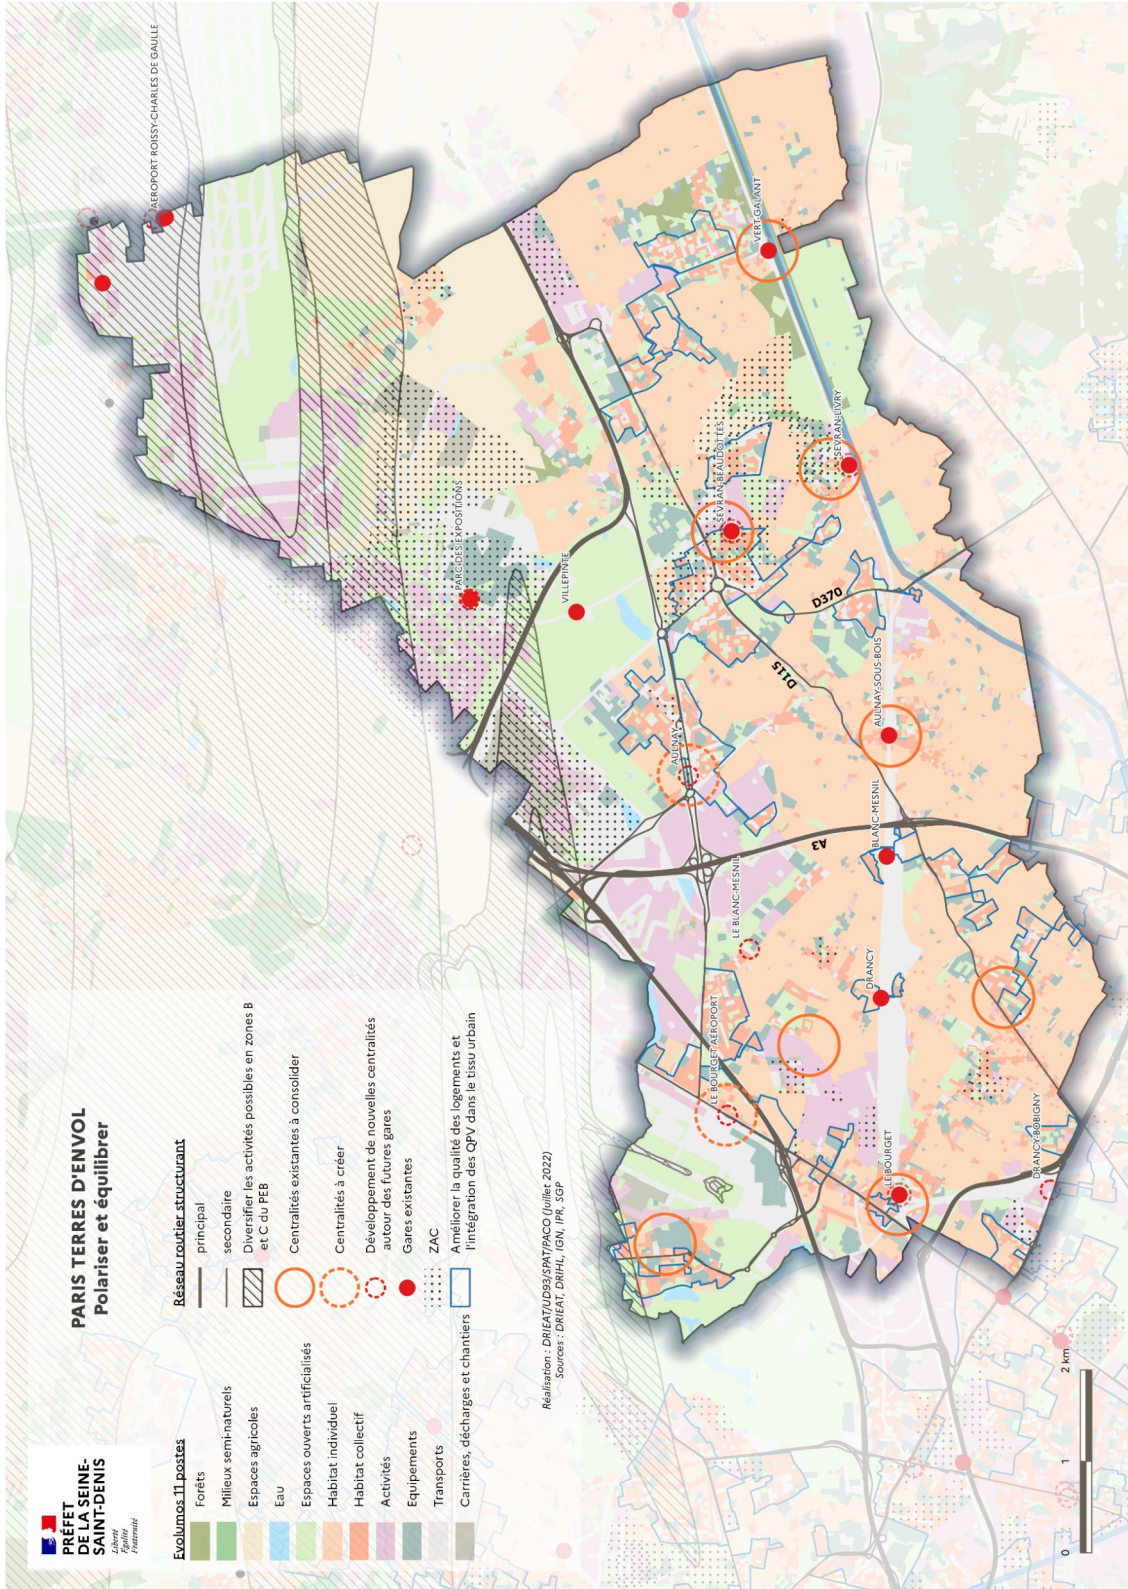 PRÉFET
DE LA SEINE-
SAINT-DENIS
Liberté
Égalité
Fraternité
PARIS TERRES D'ENVOL
Polariser et équilibrer
Evolumos 11 postes
Forêts
Milieux semi-naturels
Espaces agricoles
Eau
Espaces ouverts artificialisés
Habitat individuel
Habitat collectif
Activités
Equipements
Transports
Carrières, décharges et chantiers
Réseau routier structurant
principal
secondaire
Diversifier les activités possibles en zones B
et C du PEB
Centralités existantes à consolider
Centralités à créer
Développement de nouvelles centralités
autour des futures gares
Gares existantes
ZAC
Améliorer la qualité des logements et
l'intégration des QPV dans le tissu urbain
Réalisation : DRIEAT/UD93/SPAT/PACO (juillet 2022)
Sources : DRIEAT, DRIHL, IGN, IPR, SGP
AEROPORT ROISSY-CHARLES DE GAULLE
PARC DES EXPOSITIONS
VILLEPINTE
VERT-GALANT
SEVRAN-BEAUDOTTES
SEVRAN-LIVRY
AULNAY
D115
D370
AULNAY-SOUS-BOIS
LE BLANC-MESNIL
A3
BLANC-MESNIL
LE BOURGET AÉROPORT
DRANCY
LE BOURGET
DRANCY-BOBIGNY
0 1 2 km